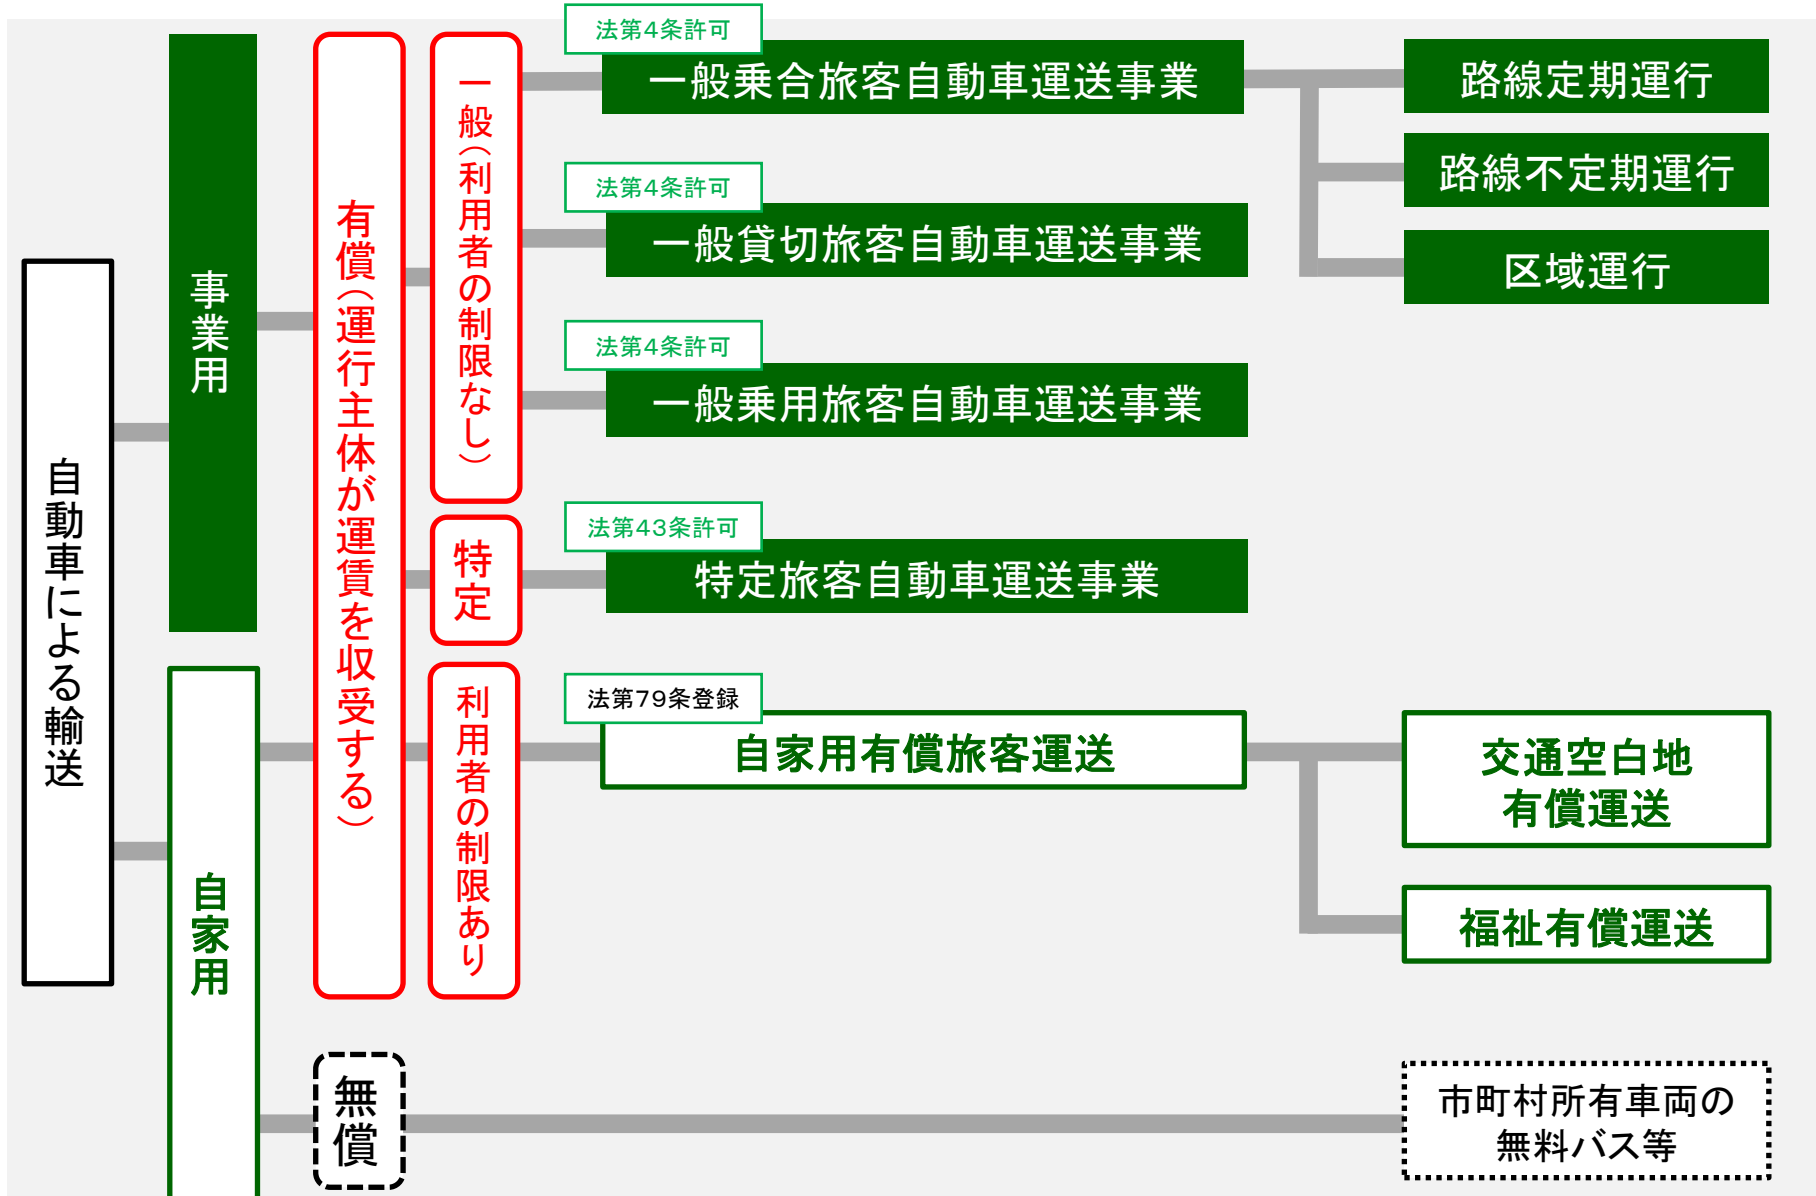 自動車による輸送
事業用
有償（運行主体が運賃を収受する）
一般（利用者の制限なし）
法第4条許可
一般乗合旅客自動車運送事業
路線定期運行
路線不定期運行
区域運行
法第4条許可
一般貸切旅客自動車運送事業
法第4条許可
一般乗用旅客自動車運送事業
特定
法第43条許可
特定旅客自動車運送事業
自家用
利用者の制限あり
法第79条登録
自家用有償旅客運送
交通空白地
有償運送
福祉有償運送
無償
市町村所有車両の
無料バス等